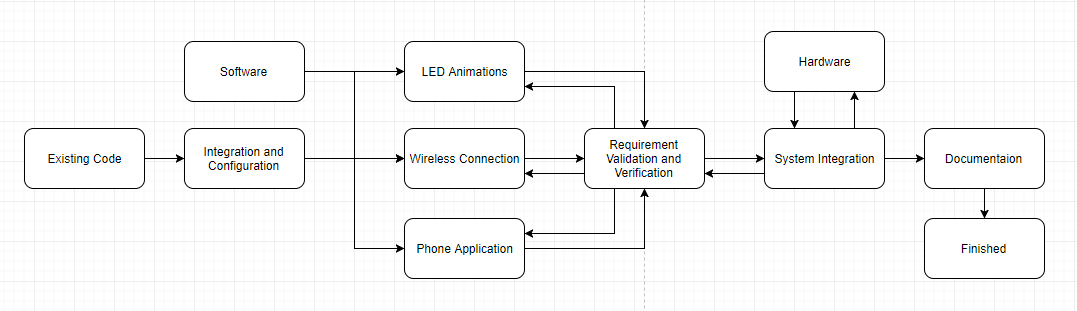 Software
LED Animations
Hardware
Existing Code
Integration and
Configuration
Wireless Connection
Requirement
Validation and
Verification
System Integration
Documentaion
Phone Application
Finished